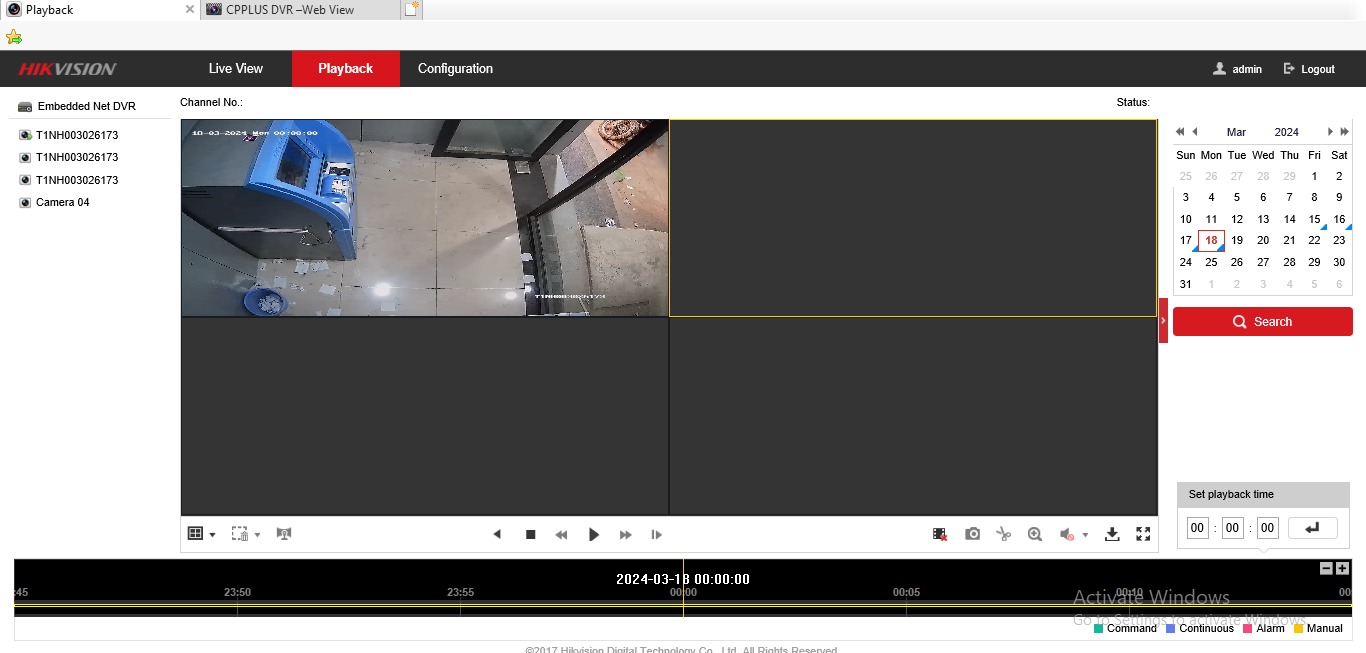 Playback
CPPLUS DVR –Web View
HIKVISION
Live View
Playback
Configuration
admin
Logout
Embedded Net DVR
T1NH003026173
T1NH003026173
T1NH003026173
Camera 04
Channel No.:
Status:
18-03-2024 Mon 00:00:00
T1NH003026173
Mar 2024
Sun Mon Tue Wed Thu Fri Sat
25 26 27 28 29 1 2
3 4 5 6 7 8 9
10 11 12 13 14 15 16
17 18 19 20 21 22 23
24 25 26 27 28 29 30
31 1 2 3 4 5 6
Search
Set playback time
00 : 00 : 00
2024-03-18 00:00:00
:45 23:50 23:55 00:00 00:05 00:10 00
Activate Windows
Go to Settings to activate Windows.
Command Continuous Alarm Manual
©2017 Hikvision Digital Technology Co., Ltd. All Rights Reserved.